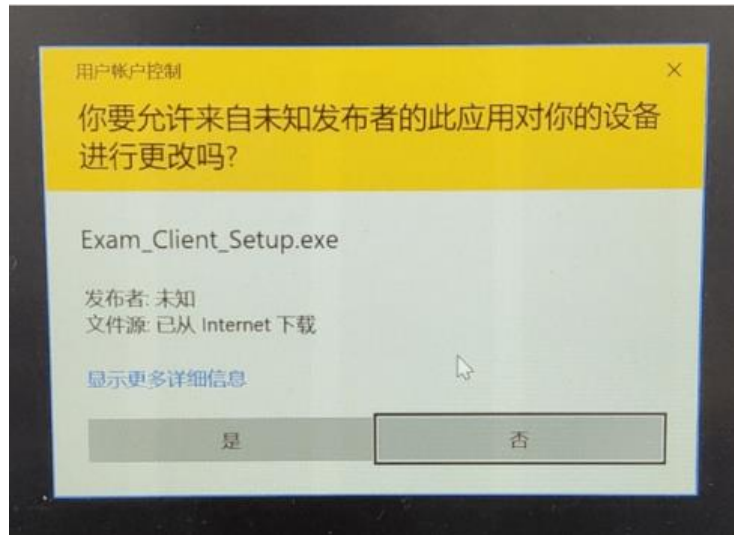 用户帐户控制
×
你要允许来自未知发布者的此应用对你的设备
进行更改吗?
Exam_Client_Setup.exe
发布者: 未知
文件源: 已从 Internet 下载
显示更多详细信息
是
否